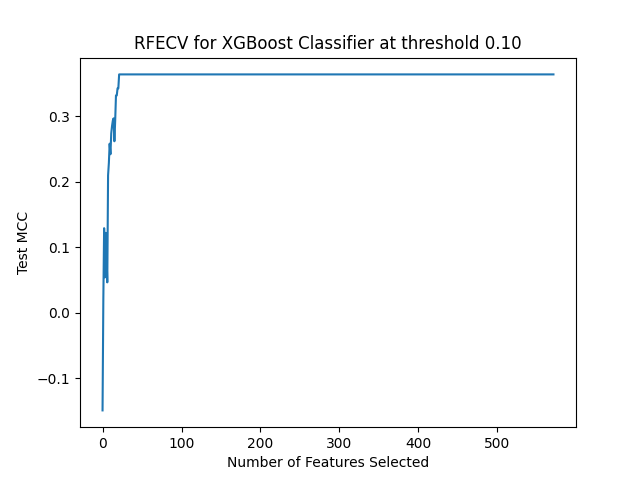 RFECV for XGBoost Classifier at threshold 0.10
0.3
0.2
0.1
0.0
−0.1
Test MCC
0 100 200 300 400 500
Number of Features Selected